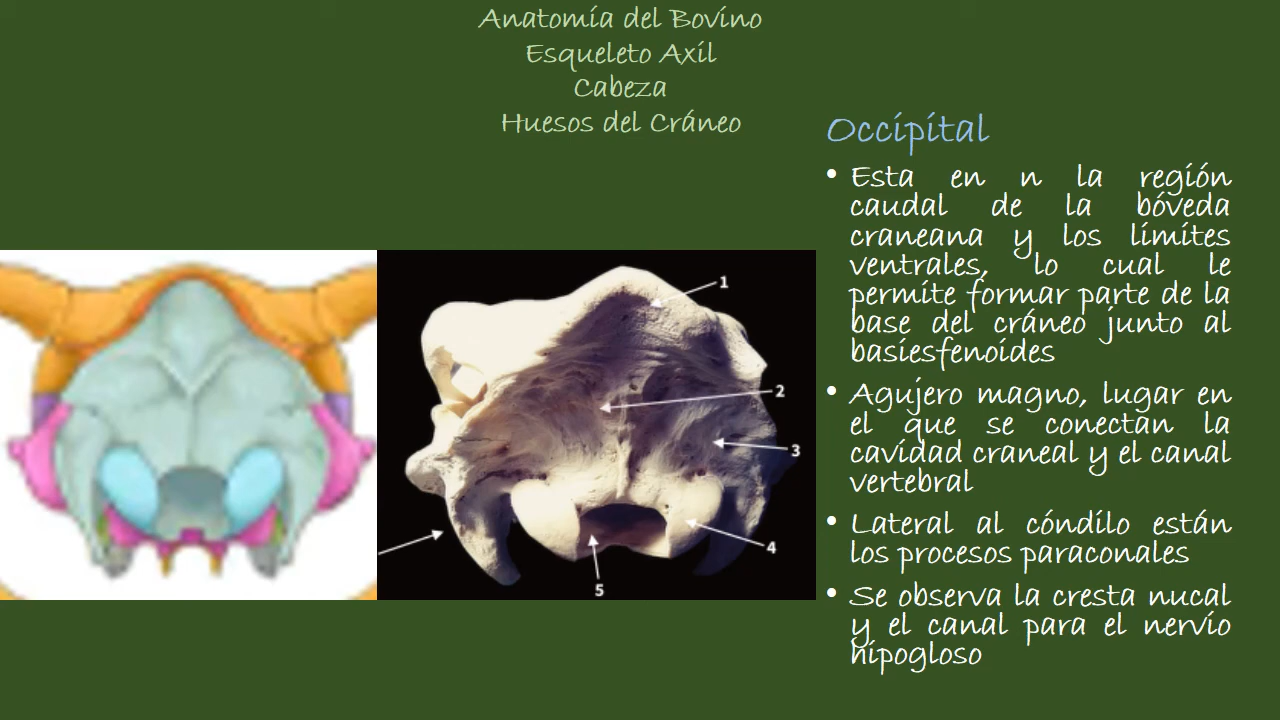 Anatomía del Bovino
Esqueleto Axil
Cabeza
Huesos del Cráneo
Occipital
• Esta en n la región
caudal de la bóveda
craneana y los límites
ventrales, lo cual le
permite formar parte de la
base del cráneo junto al
basiesfenoides
• Agujero magno, lugar en
el que se conectan la
cavidad craneal y el canal
vertebral
• Lateral al cóndilo están
los procesos paraconales
• Se observa la cresta nucal
y el canal para el nervio
hipogloso
1
2
3
4
5